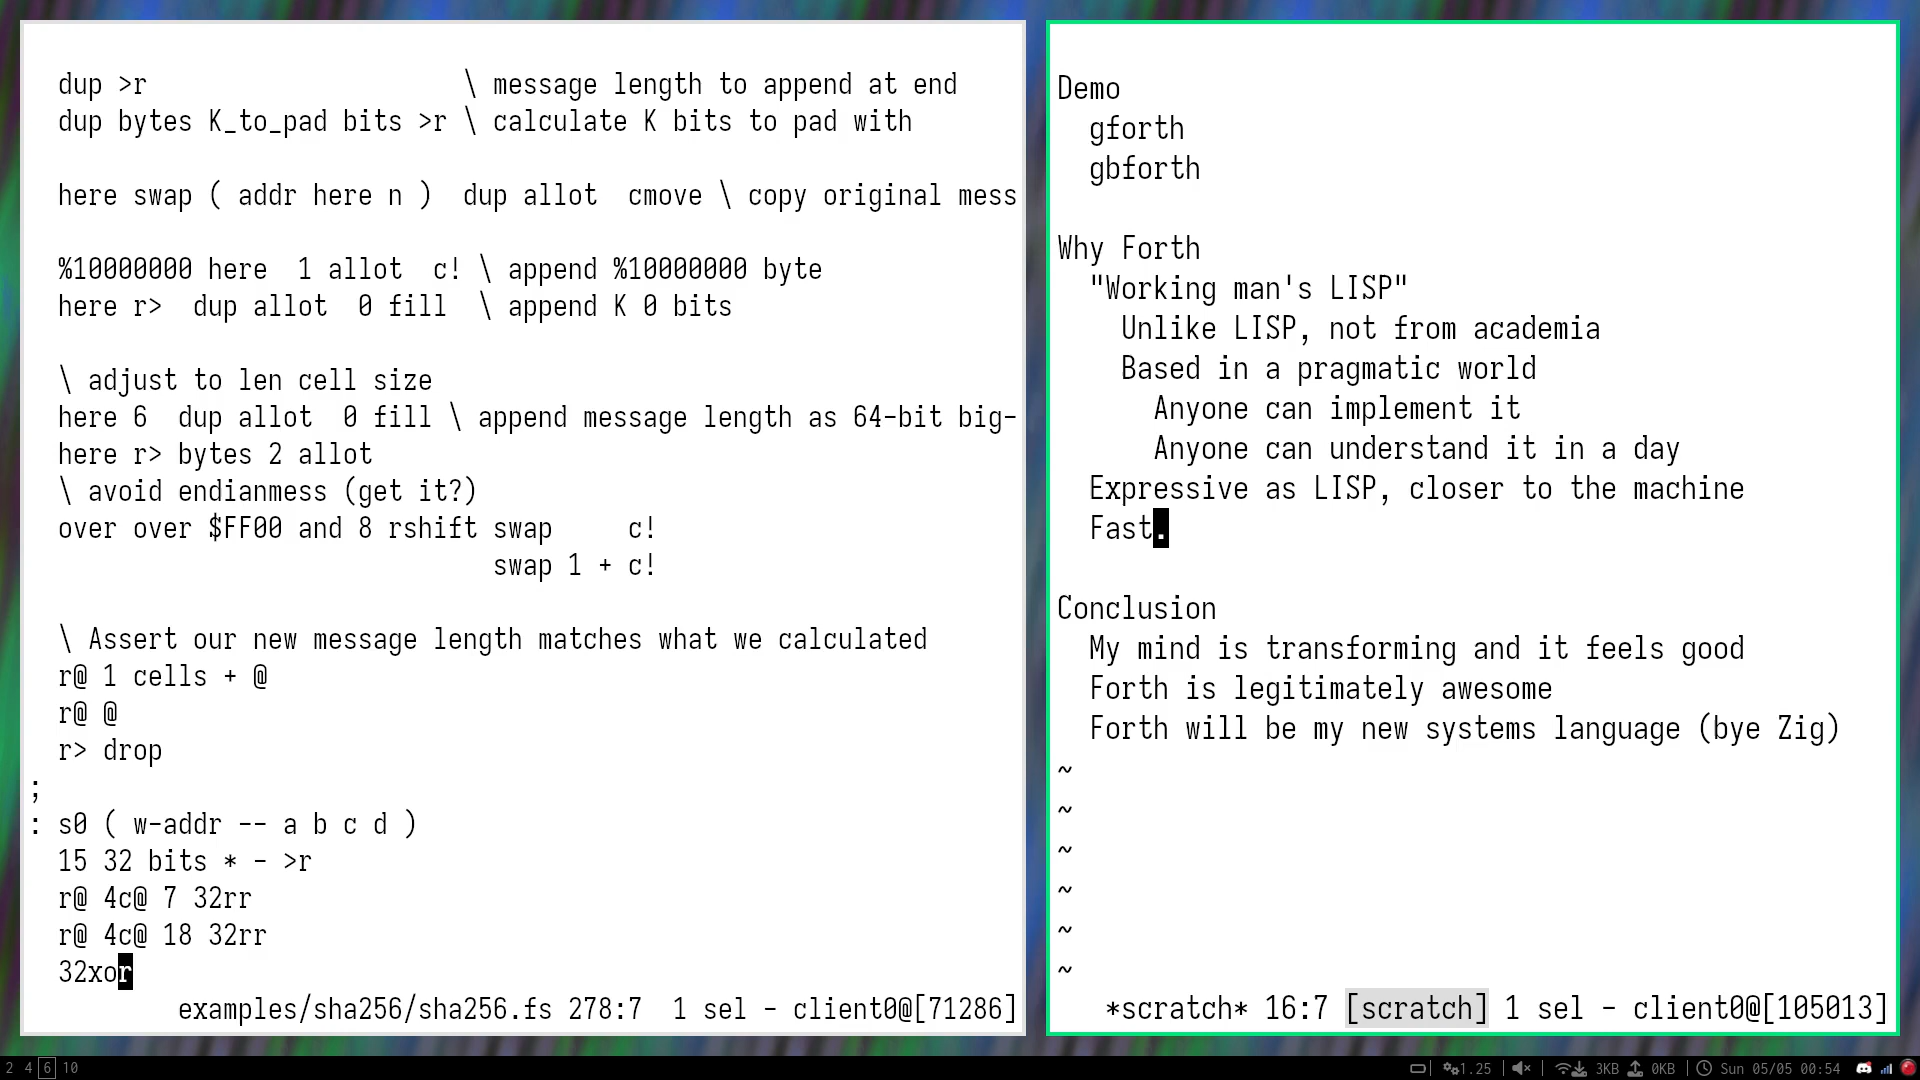 dup >r \ message length to append at end
dup bytes K_to_pad bits >r \ calculate K bits to pad with
here swap ( addr here n ) dup allot cmove \ copy original mess
%10000000 here 1 allot c! \ append %10000000 byte
here r> dup allot 0 fill \ append K 0 bits
\ adjust to len cell size
here 6 dup allot 0 fill \ append message length as 64-bit big-
here r> bytes 2 allot
\ avoid endianmess (get it?)
over over $FF00 and 8 rshift swap c!
swap 1 + c!
\ Assert our new message length matches what we calculated
r@ 1 cells + @
r@ @
r> drop
;
: s0 ( w-addr -- a b c d )
15 32 bits * - >r
r@ 4c@ 7 32rr
r@ 4c@ 18 32rr
32xor
examples/sha256/sha256.fs 278:7 1 sel - client0@[71286]
Demo
gforth
gbforth
Why Forth
"Working man's LISP"
Unlike LISP, not from academia
Based in a pragmatic world
Anyone can implement it
Anyone can understand it in a day
Expressive as LISP, closer to the machine
Fast.
Conclusion
My mind is transforming and it feels good
Forth is legitimately awesome
Forth will be my new systems language (bye Zig)
~
~
~
~
~
~
*scratch* 16:7 [scratch] 1 sel - client0@[105013]
2 4 6 10 1.25 3KB 0KB Sun 05/05 00:54